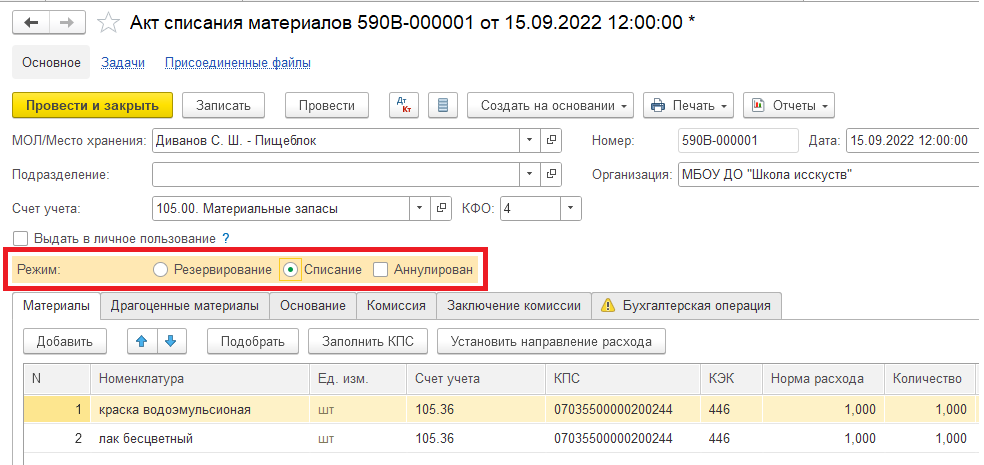 Акт списания материалов 590В-000001 от 15.09.2022 12:00:00 *
Основное Задачи Присоединенные файлы
Провести и закрыть Записать Провести Дт Кт Создать на основании Печать Отчеты
МОЛ/Место хранения: Диванов С. Ш. - Пищеблок Номер: 590В-000001 Дата: 15.09.2022 12:00:00
Подразделение: Организация: МБОУ ДО "Школа исскуств"
Счет учета: 105.00. Материальные запасы КФО: 4
Выдать в личное пользование ?
Режим: Резервирование Списание Аннулирован
Материалы Драгоценные материалы Основание Комиссия Заключение комиссии Бухгалтерская операция
Добавить Подобрать Заполнить КПС Установить направление расхода
N Номенклатура Ед. изм. Счет учета КПС КЭК Норма расхода Количество
1 краска водоэмульсионая шт 105.36 07035500000200244 446 1,000 1,000
2 лак бесцветный шт 105.36 07035500000200244 446 1,000 1,000